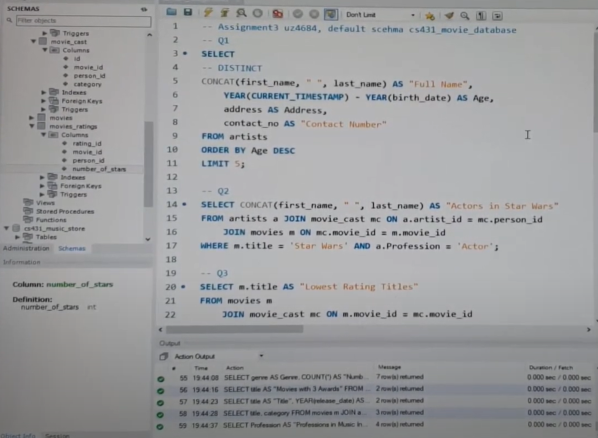 SCHEMAS
Filter objects
Triggers
movie_cast
Columns
id
movie_id
person_id
category
Indexes
Foreign Keys
Triggers
movies
movies_ratings
Columns
rating_id
movie_id
person_id
number_of_stars
Indexes
Foreign Keys
Triggers
Views
Stored Procedures
Functions
cs431_music_store
Tables
Administration Schemas
Information
Column: number_of_stars
Definition:
number_of_stars int
Object Info Session
Don't Limit
1 -- Assignment3 uz4684, default scehma cs431_movie_database
2 -- Q1
3 SELECT
4 -- DISTINCT
5 CONCAT(first_name, " ", last_name) AS "Full Name",
6 YEAR(CURRENT_TIMESTAMP) - YEAR(birth_date) AS Age,
7 address AS Address,
8 contact_no AS "Contact Number"
9 FROM artists
10 ORDER BY Age DESC
11 LIMIT 5;
12
13 -- Q2
14 SELECT CONCAT(first_name, " ", last_name) AS "Actors in Star Wars"
15 FROM artists a JOIN movie_cast mc ON a.artist_id = mc.person_id
16 JOIN movies m ON mc.movie_id = m.movie_id
17 WHERE m.title = 'Star Wars' AND a.Profession = 'Actor';
18
19 -- Q3
20 SELECT m.title AS "Lowest Rating Titles"
21 FROM movies m
22 JOIN movie_cast mc ON m.movie_id = mc.movie_id
Output
Action Output
# Time Action Message Duration / Fetch
55 19:44:08 SELECT genre AS Genre, COUNT(*) AS "Numb... 7 row(s) returned 0.000 sec / 0.000 sec
56 19:44:16 SELECT title AS "Movies with 3 Awards" FROM ... 2 row(s) returned 0.000 sec / 0.000 sec
57 19:44:23 SELECT title AS "Title", YEAR(release_date) AS ... 2 row(s) returned 0.000 sec / 0.000 sec
58 19:44:28 SELECT title, category FROM movies m JOIN a... 3 row(s) returned 0.000 sec / 0.000 sec
59 19:44:37 SELECT Profession AS "Professions in Music In... 4 row(s) returned 0.000 sec / 0.000 sec